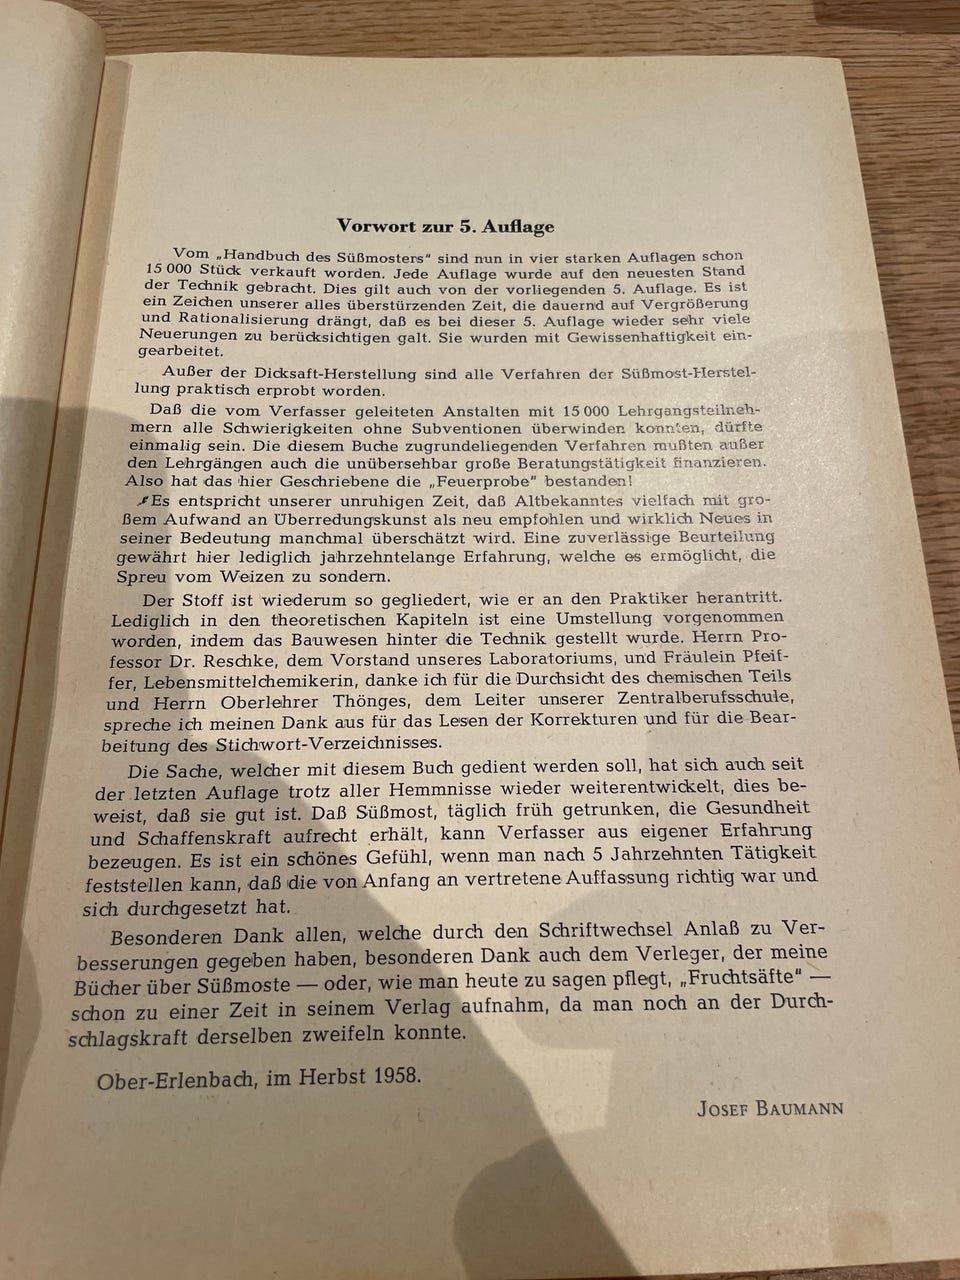 Vorwort zur 5. Auflage
Vom „Handbuch des Süßmosters" sind nun in vier starken Auflagen schon
15 000 Stück verkauft worden. Jede Auflage wurde auf den neuesten Stand
der Technik gebracht. Dies gilt auch von der vorliegenden 5. Auflage. Es ist
ein Zeichen unserer alles überstürzenden Zeit, die dauernd auf Vergrößerung
und Rationalisierung drängt, daß es bei dieser 5. Auflage wieder sehr viele
Neuerungen zu berücksichtigen galt. Sie wurden mit Gewissenhaftigkeit ein-
gearbeitet.
Außer der Dicksaft-Herstellung sind alle Verfahren der Süßmost-Herstel-
lung praktisch erprobt worden.
Daß die vom Verfasser geleiteten Anstalten mit 15 000 Lehrgangsteilneh-
mern alle Schwierigkeiten ohne Subventionen überwinden konnten, dürfte
einmalig sein. Die diesem Buche zugrundeliegenden Verfahren mußten außer
den Lehrgängen auch die unübersehbar große Beratungstätigkeit finanzieren.
Also hat das hier Geschriebene die „Feuerprobe" bestanden!
Es entspricht unserer unruhigen Zeit, daß Altbekanntes vielfach mit gro-
ßem Aufwand an Überredungskunst als neu empfohlen und wirklich Neues in
seiner Bedeutung manchmal überschätzt wird. Eine zuverlässige Beurteilung
gewährt hier lediglich jahrzehntelange Erfahrung, welche es ermöglicht, die
Spreu vom Weizen zu sondern.
Der Stoff ist wiederum so gegliedert, wie er an den Praktiker herantritt.
Lediglich in den theoretischen Kapiteln ist eine Umstellung vorgenommen
worden, indem das Bauwesen hinter die Technik gestellt wurde. Herrn Pro-
fessor Dr. Reschke, dem Vorstand unseres Laboratoriums, und Fräulein Pfeif-
fer, Lebensmittelchemikerin, danke ich für die Durchsicht des chemischen Teils
und Herrn Oberlehrer Thönges, dem Leiter unserer Zentralberufsschule,
spreche ich meinen Dank aus für das Lesen der Korrekturen und für die Bear-
beitung des Stichwort-Verzeichnisses.
Die Sache, welcher mit diesem Buch gedient werden soll, hat sich auch seit
der letzten Auflage trotz aller Hemmnisse wieder weiterentwickelt, dies be-
weist, daß sie gut ist. Daß Süßmost, täglich früh getrunken, die Gesundheit
und Schaffenskraft aufrecht erhält, kann Verfasser aus eigener Erfahrung
bezeugen. Es ist ein schönes Gefühl, wenn man nach 5 Jahrzehnten Tätigkeit
feststellen kann, daß die von Anfang an vertretene Auffassung richtig war und
sich durchgesetzt hat.
Besonderen Dank allen, welche durch den Schriftwechsel Anlaß zu Ver-
besserungen gegeben haben, besonderen Dank auch dem Verleger, der meine
Bücher über Süßmoste — oder, wie man heute zu sagen pflegt, „Fruchtsäfte" —
schon zu einer Zeit in seinem Verlag aufnahm, da man noch an der Durch-
schlagskraft derselben zweifeln konnte.
Ober-Erlenbach, im Herbst 1958.
JOSEF BAUMANN